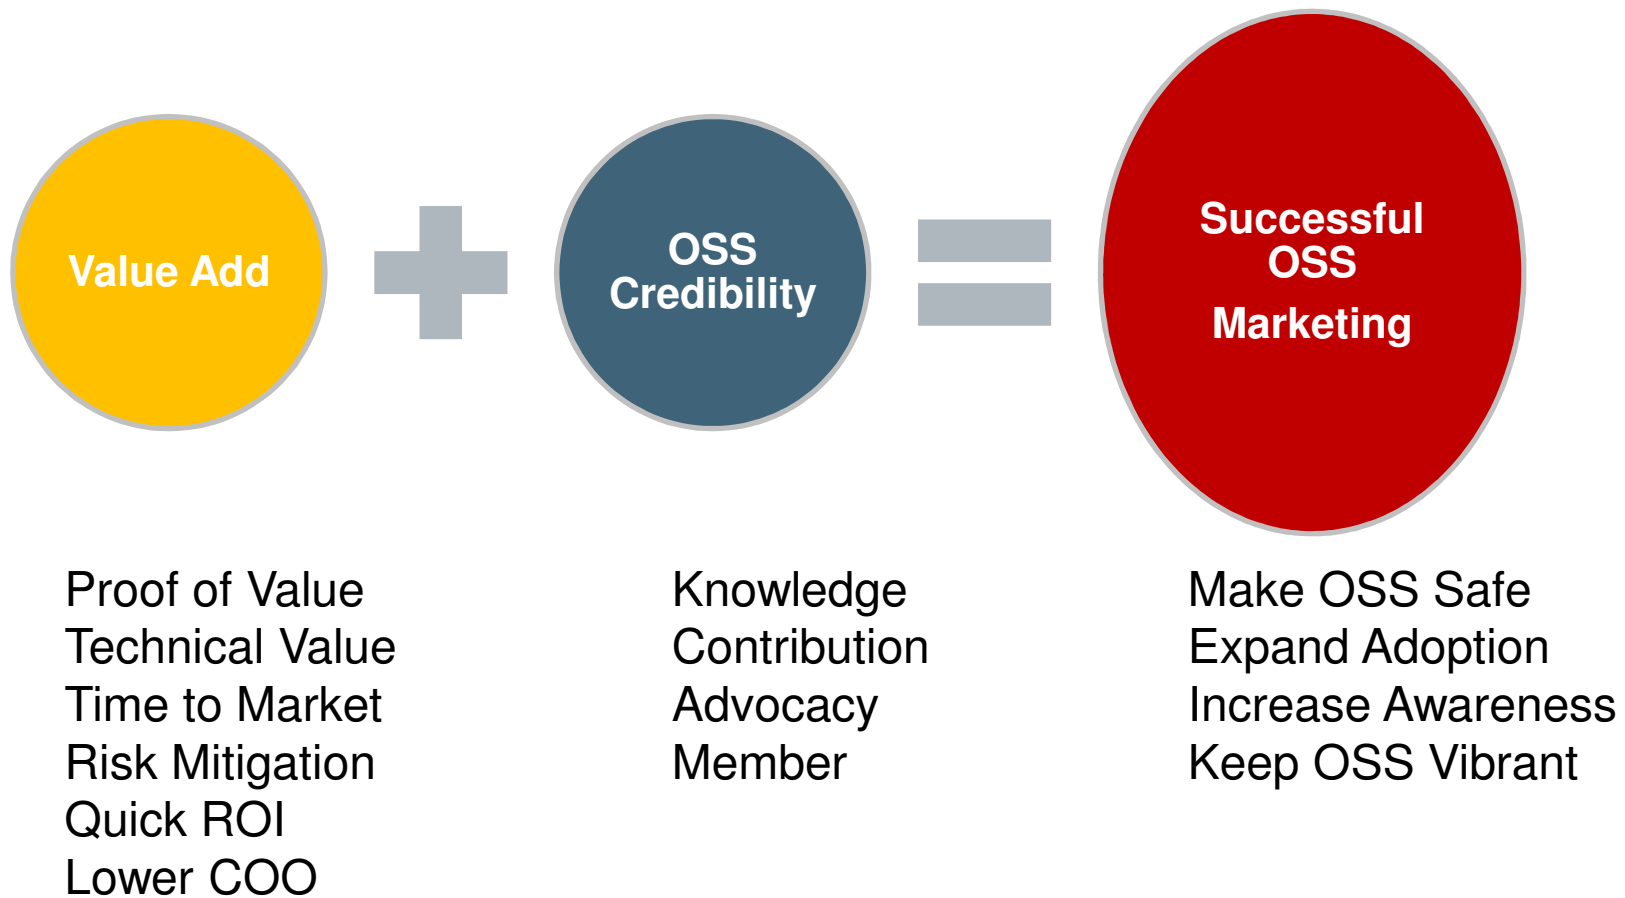 Value Add
OSS
Credibility
Successful
OSS
Marketing
Proof of Value
Technical Value
Time to Market
Risk Mitigation
Quick ROI
Lower COO
Knowledge
Contribution
Advocacy
Member
Make OSS Safe
Expand Adoption
Increase Awareness
Keep OSS Vibrant